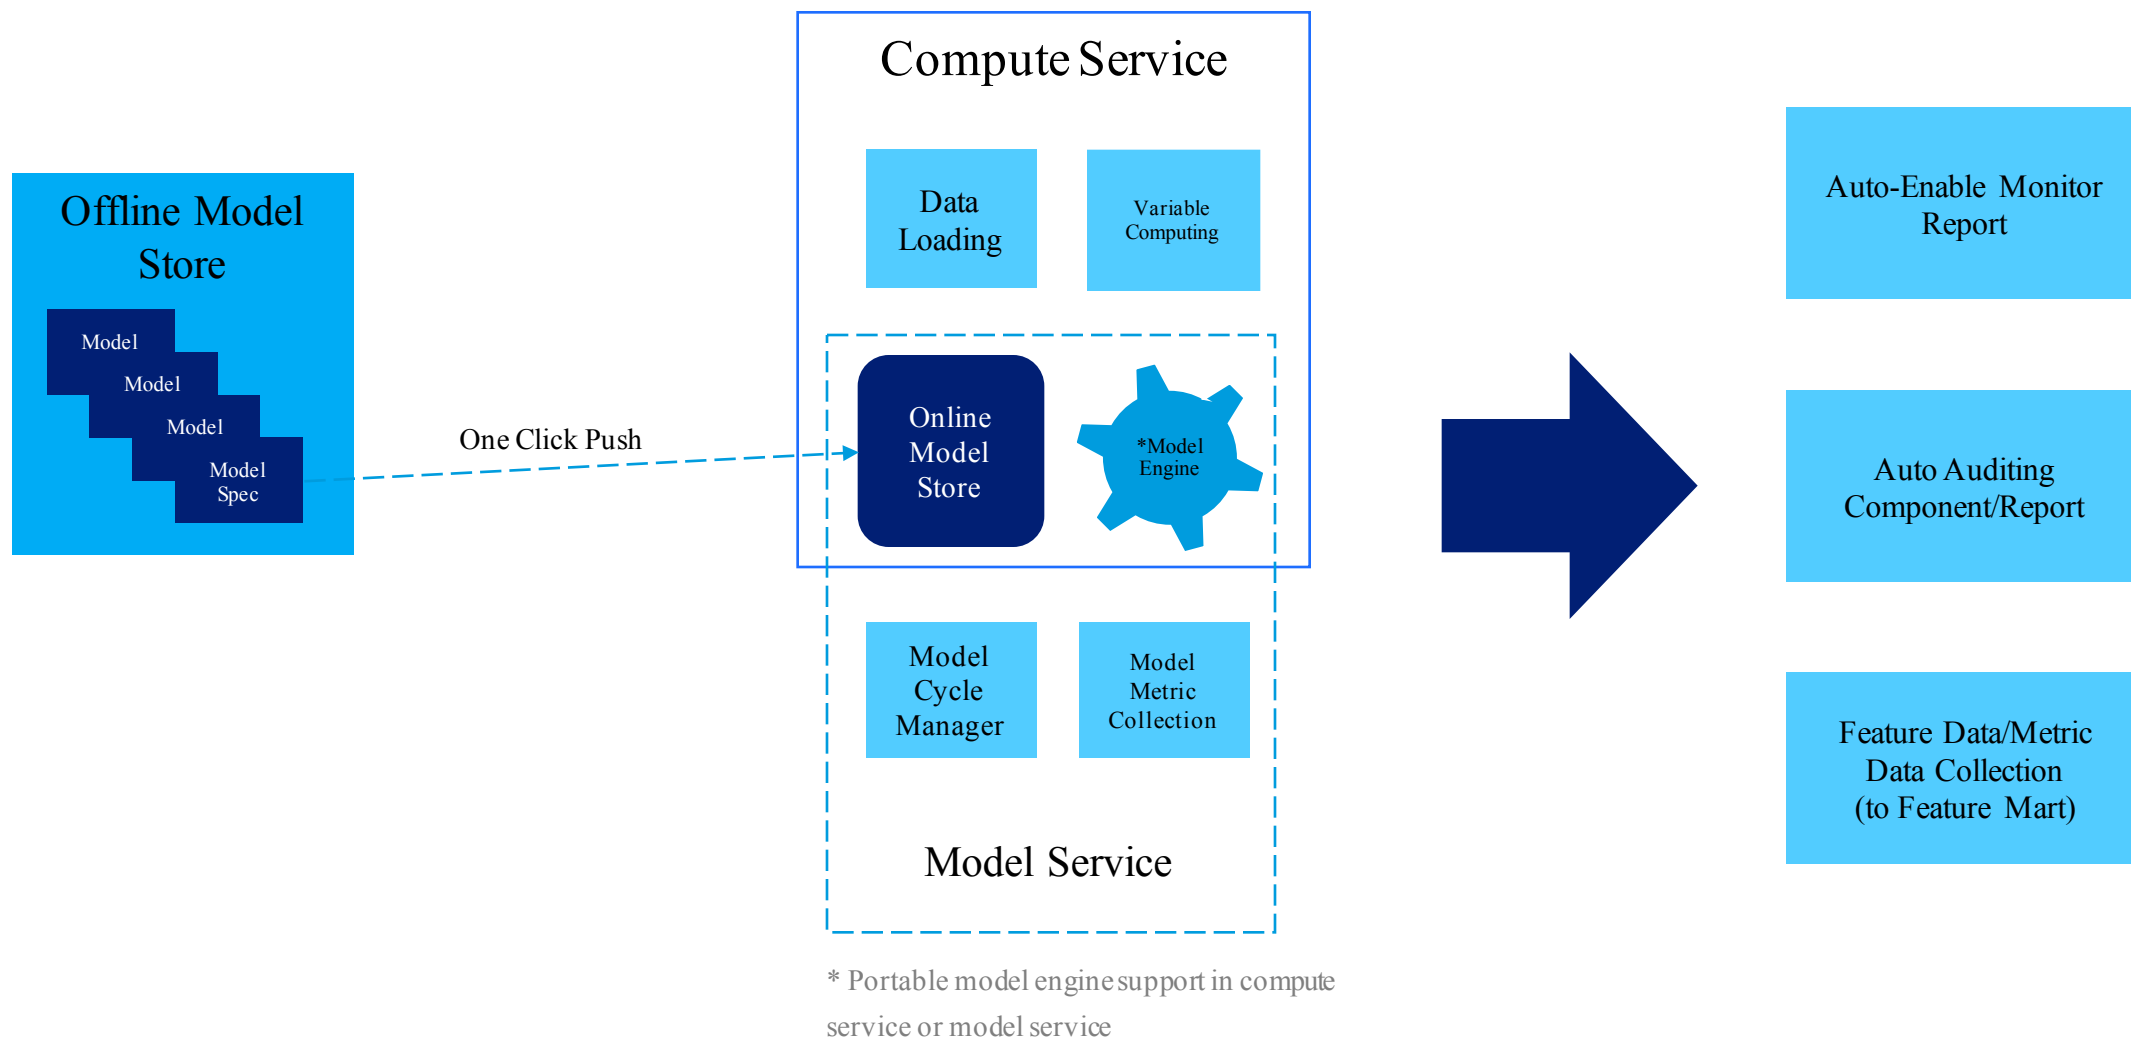 Offline Model
Store
Model
Model
Model
Model
Spec
One Click Push
Compute Service
Data
Loading
Variable
Computing
Online
Model
Store
*Model
Engine
Model
Cycle
Manager
Model
Metric
Collection
Model Service
* Portable model engine support in compute
service or model service
Auto-Enable Monitor
Report
Auto Auditing
Component/Report
Feature Data/Metric
Data Collection
(to Feature Mart)